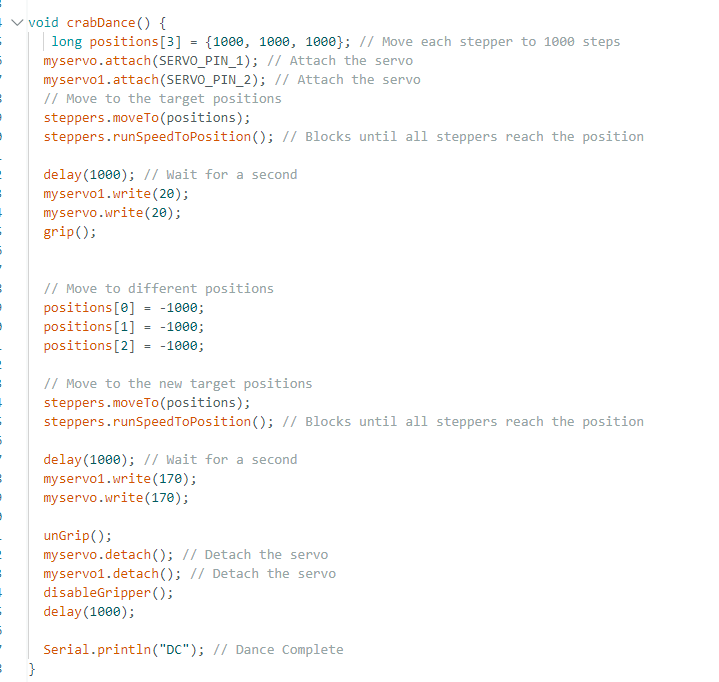 void crabDance() {
long positions[3] = {1000, 1000, 1000}; // Move each stepper to 1000 steps
myservo.attach(SERVO_PIN_1); // Attach the servo
myservo1.attach(SERVO_PIN_2); // Attach the servo
// Move to the target positions
steppers.moveTo(positions);
steppers.runSpeedToPosition(); // Blocks until all steppers reach the position
delay(1000); // Wait for a second
myservo1.write(20);
myservo.write(20);
grip();
// Move to different positions
positions[0] = -1000;
positions[1] = -1000;
positions[2] = -1000;
// Move to the new target positions
steppers.moveTo(positions);
steppers.runSpeedToPosition(); // Blocks until all steppers reach the position
delay(1000); // Wait for a second
myservo1.write(170);
myservo.write(170);
unGrip();
myservo.detach(); // Detach the servo
myservo1.detach(); // Detach the servo
disableGripper();
delay(1000);
Serial.println("DC"); // Dance Complete
}